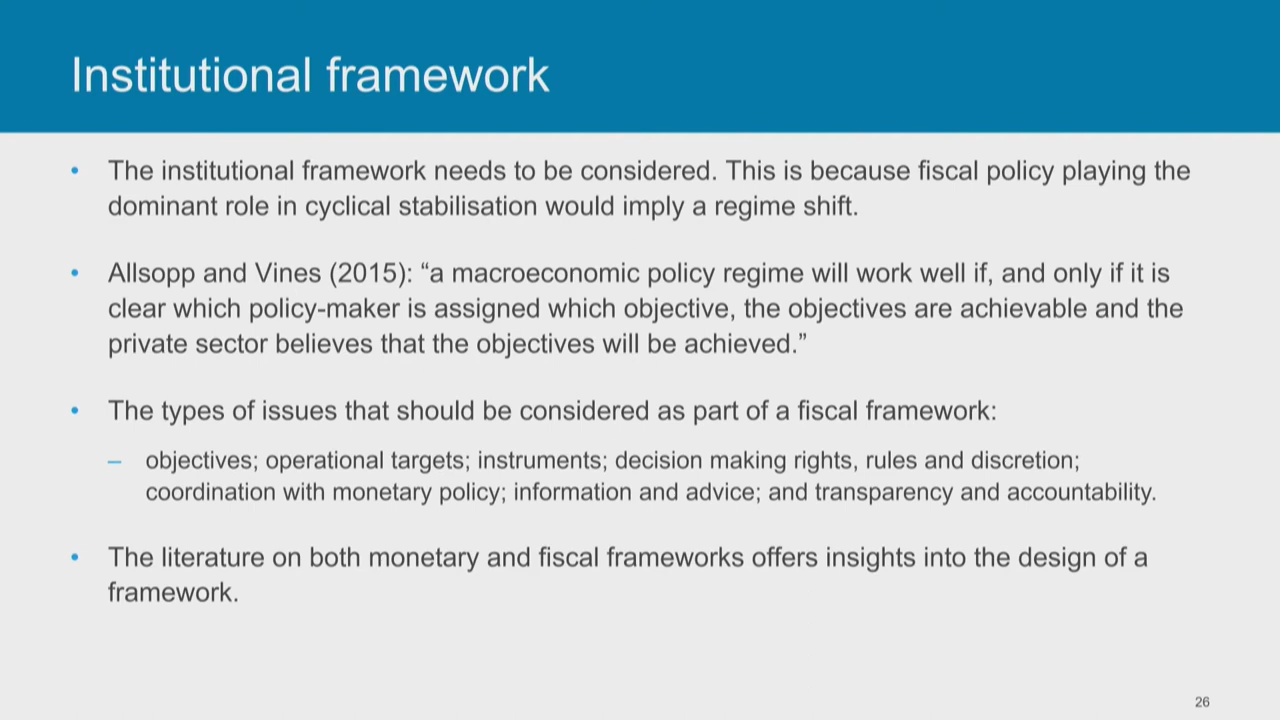 Institutional framework
• The institutional framework needs to be considered. This is because fiscal policy playing the
dominant role in cyclical stabilisation would imply a regime shift.
• Allsopp and Vines (2015): “a macroeconomic policy regime will work well if, and only if it is
clear which policy-maker is assigned which objective, the objectives are achievable and the
private sector believes that the objectives will be achieved.”
• The types of issues that should be considered as part of a fiscal framework:
– objectives; operational targets; instruments; decision making rights, rules and discretion;
coordination with monetary policy; information and advice; and transparency and accountability.
• The literature on both monetary and fiscal frameworks offers insights into the design of a
framework.
26